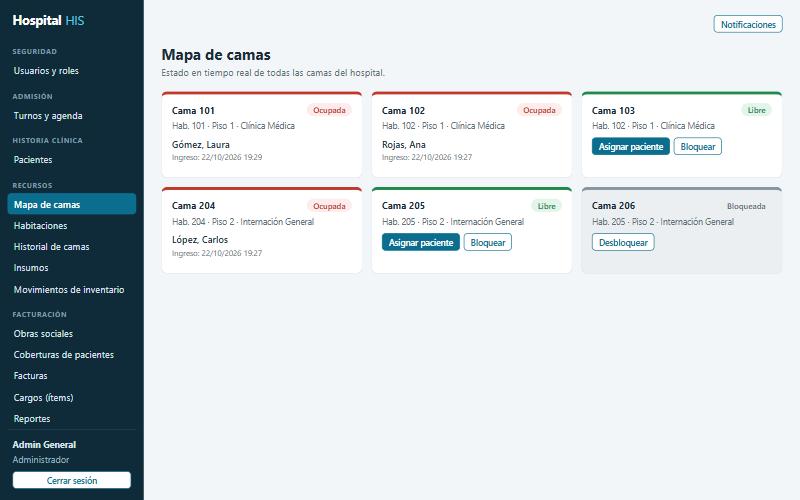 Hospital HIS
SEGURIDAD
Usuarios y roles
ADMISIÓN
Turnos y agenda
HISTORIA CLÍNICA
Pacientes
RECURSOS
Mapa de camas
Habitaciones
Historial de camas
Insumos
Movimientos de inventario
FACTURACIÓN
Obras sociales
Coberturas de pacientes
Facturas
Cargos (ítems)
Reportes
Admin General
Administrador
Cerrar sesión
Notificaciones
Mapa de camas
Estado en tiempo real de todas las camas del hospital.
Cama 101 Ocupada
Hab. 101 · Piso 1 · Clínica Médica
Gómez, Laura
Ingreso: 22/10/2026 19:29
Cama 102 Ocupada
Hab. 102 · Piso 1 · Clínica Médica
Rojas, Ana
Ingreso: 22/10/2026 19:27
Cama 103 Libre
Hab. 102 · Piso 1 · Clínica Médica
Asignar paciente Bloquear
Cama 204 Ocupada
Hab. 204 · Piso 2 · Internación General
López, Carlos
Ingreso: 22/10/2026 19:27
Cama 205 Libre
Hab. 205 · Piso 2 · Internación General
Asignar paciente Bloquear
Cama 206 Bloqueada
Hab. 205 · Piso 2 · Internación General
Desbloquear